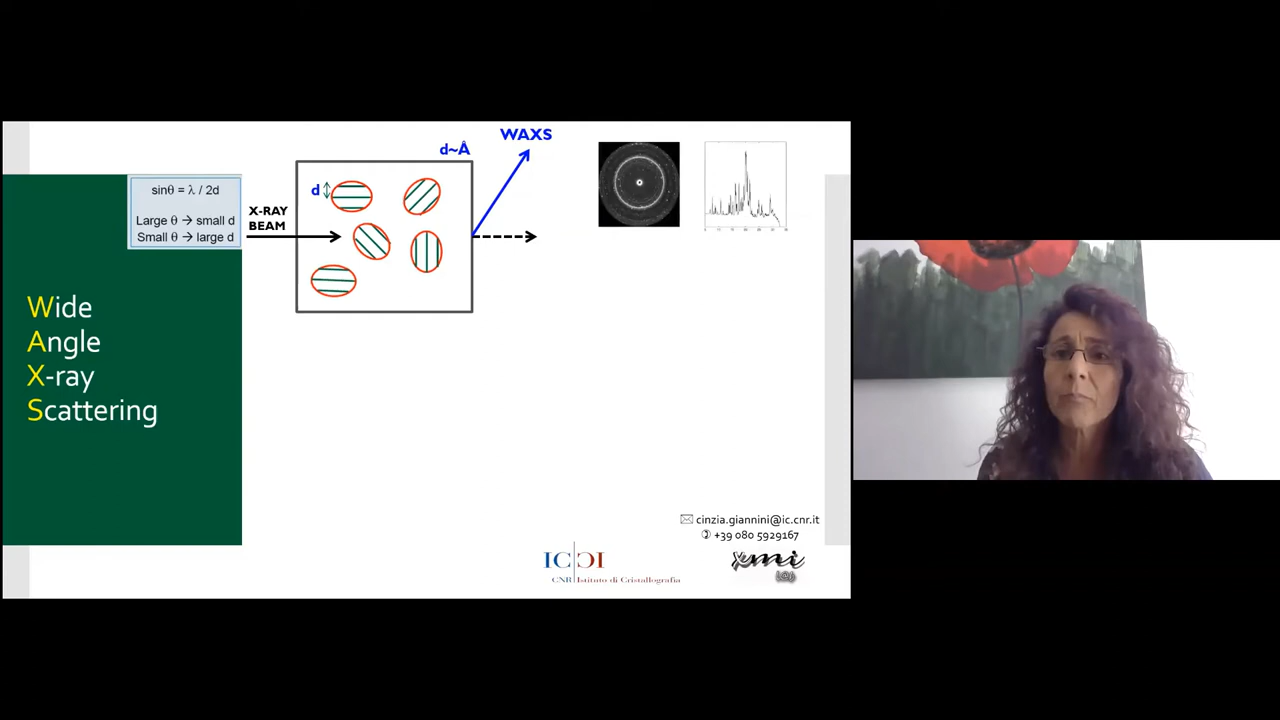 WAXS
d~Å
sinθ = λ / 2d
Large θ → small d
Small θ → large d
X-RAY
BEAM
d
Wide
Angle
X-ray
Scattering
cinzia.giannini@ic.cnr.it
+39 080 5929167
IC CI
CNR Istituto di Cristallografia
xmi
L@b